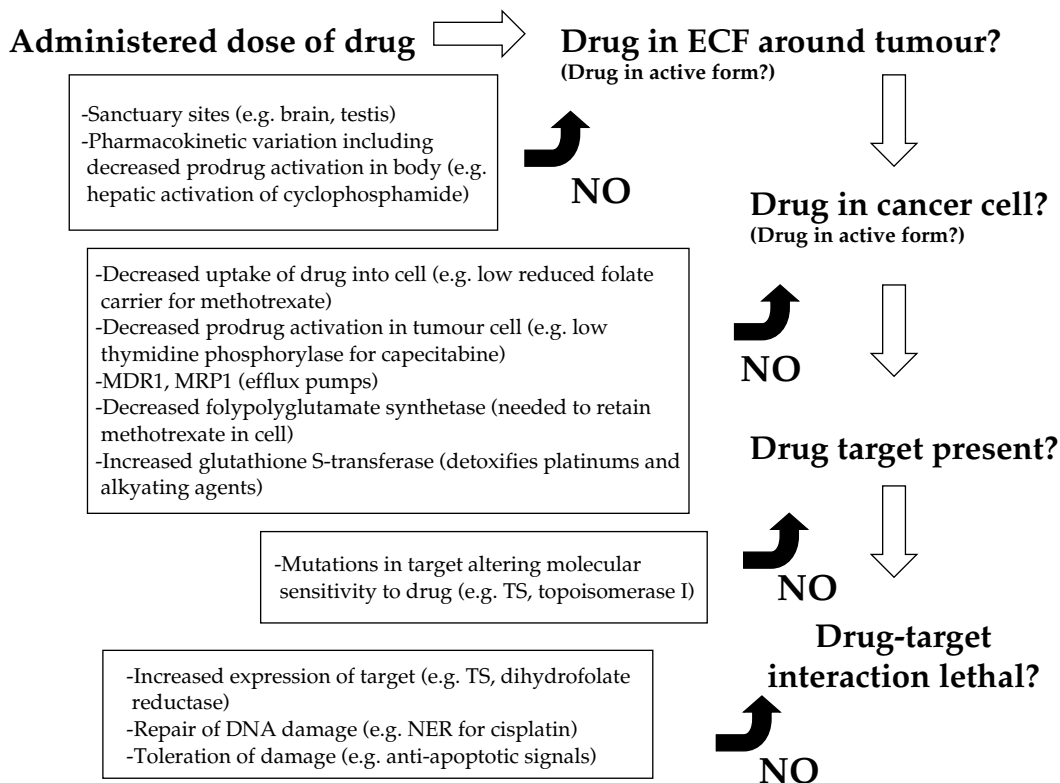 Administered dose of drug
Drug in ECF around tumour?
(Drug in active form?)
-Sanctuary sites (e.g. brain, testis)
-Pharmacokinetic variation including
decreased prodrug activation in body (e.g.
hepatic activation of cyclophosphamide)
NO
Drug in cancer cell?
(Drug in active form?)
-Decreased uptake of drug into cell (e.g. low reduced folate
carrier for methotrexate)
-Decreased prodrug activation in tumour cell (e.g. low
thymidine phosphorylase for capecitabine)
-MDR1, MRP1 (efflux pumps)
-Decreased folypolyglutamate synthetase (needed to retain
methotrexate in cell)
-Increased glutathione S-transferase (detoxifies platinums and
alkyating agents)
NO
Drug target present?
-Mutations in target altering molecular
sensitivity to drug (e.g. TS, topoisomerase I)
NO
Drug-target
interaction lethal?
-Increased expression of target (e.g. TS, dihydrofolate
reductase)
-Repair of DNA damage (e.g. NER for cisplatin)
-Toleration of damage (e.g. anti-apoptotic signals)
NO